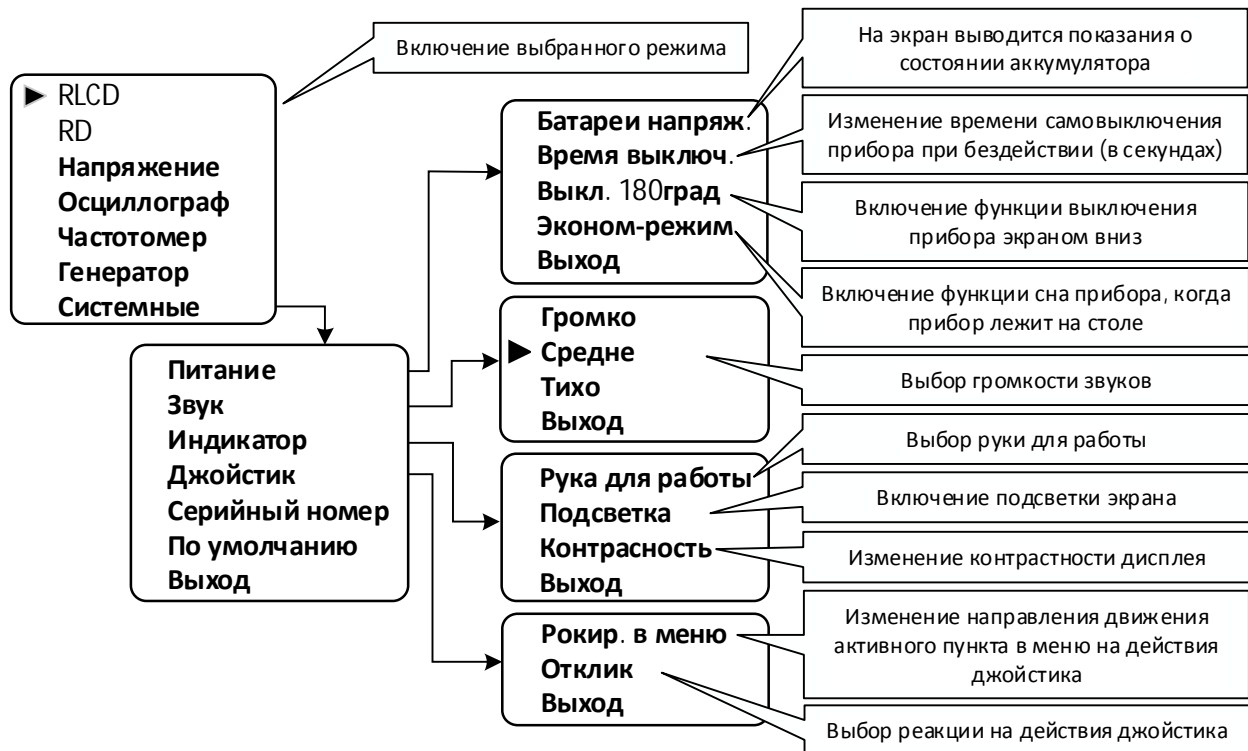 Включение выбранного режима
RLCD
RD
Напряжение
Осциллограф
Частотомер
Генератор
Системные
Питание
Звук
Индикатор
Джойстик
Серийный номер
По умолчанию
Выход
Батареи напряж.
Время выключ.
Выкл. 180град
Эконом-режим
Выход
Громко
Средне
Тихо
Выход
Рука для работы
Подсветка
Контрасность
Выход
Рокир. в меню
Отклик
Выход
На экран выводится показания о
состоянии аккумулятора
Изменение времени самовыключения
прибора при бездействии (в секундах)
Включение функции выключения
прибора экраном вниз
Включение функции сна прибора, когда
прибор лежит на столе
Выбор громкости звуков
Выбор руки для работы
Включение подсветки экрана
Изменение контрастности дисплея
Изменение направления движения
активного пункта в меню на действия
джойстика
Выбор реакции на действия джойстика